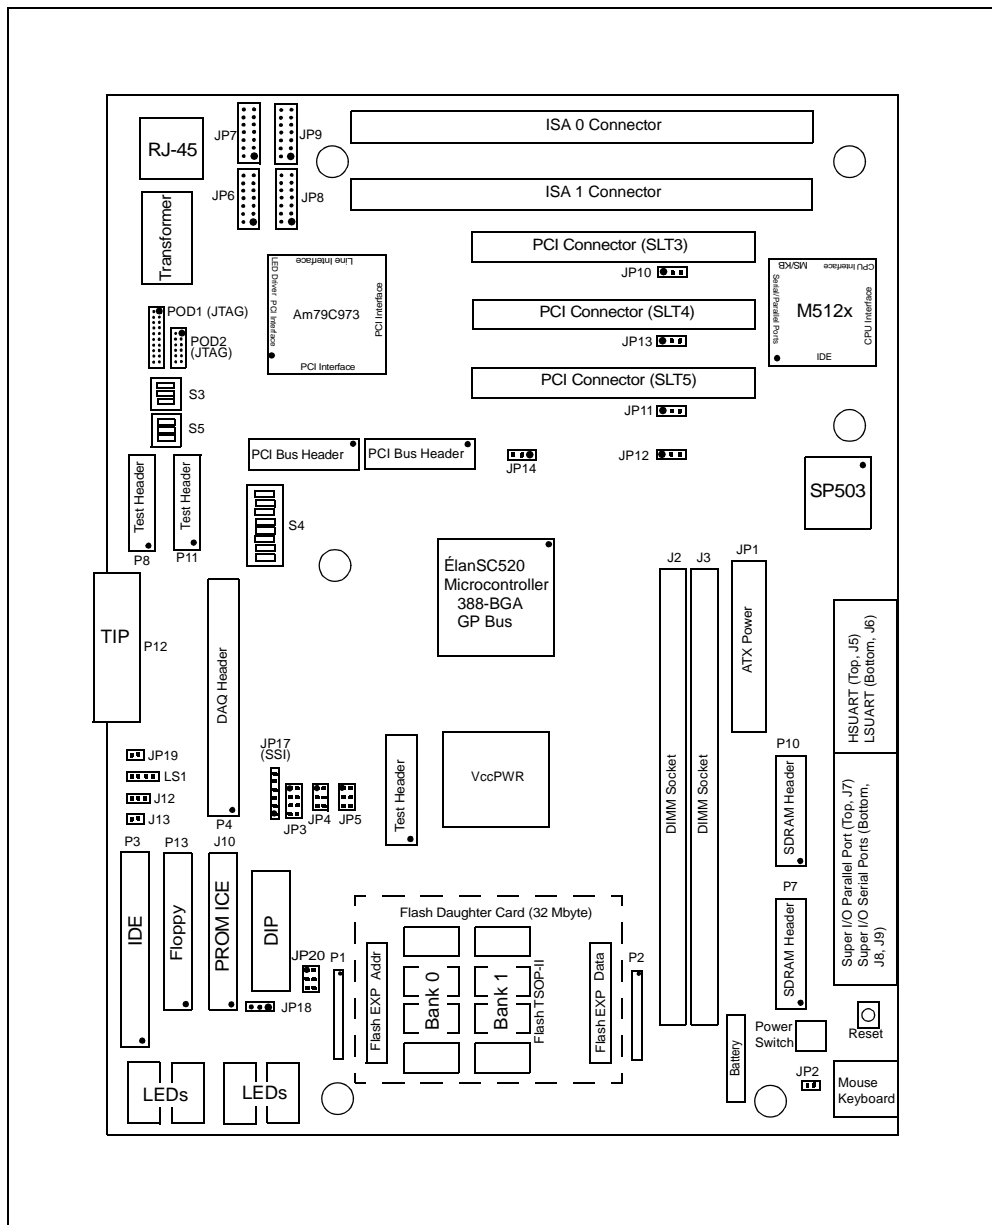 JP7
JP9
ISA 0 Connector
RJ-45
JP6
JP8
ISA 1 Connector
Transformer
PCI Connector (SLT3)
JP10
LED Driver
PCI Interface
Line Interface
Am79C973
PCI Interface
PCI Interface
MS/KB
CPU Interface
Serial/Parallel Ports
M512x
CPU Interface
IDE
POD1 (JTAG)
POD2
(JTAG)
PCI Connector (SLT4)
JP13
PCI Connector (SLT5)
JP11
S3
S5
PCI Bus Header
PCI Bus Header
JP14
JP12
SP503
Test Header
P8
Test Header
P11
S4
ÉlanSC520
Microcontroller
388-BGA
GP Bus
J2
J3
JP1
DIMM Socket
DIMM Socket
ATX Power
TIP
P12
DAQ Header
P4
HSUART (Top, J5)
LSUART (Bottom, J6)
JP19
LS1
J12
J13
JP17
(SSI)
JP3
JP4
JP5
Test Header
VccPWR
P10
SDRAM Header
Super I/O Parallel Port (Top, J7)
Super I/O Serial Ports (Bottom,
J8, J9)
P3
P13
J10
IDE
Floppy
PROM ICE
DIP
JP20
JP18
P1
Flash Daughter Card (32 Mbyte)
Flash EXP Addr
Bank 0
Bank 1
Flash TSOP-II
Flash EXP Data
P2
P7
SDRAM Header
Battery
Power
Switch
Reset
JP2
Mouse
Keyboard
LEDs
LEDs